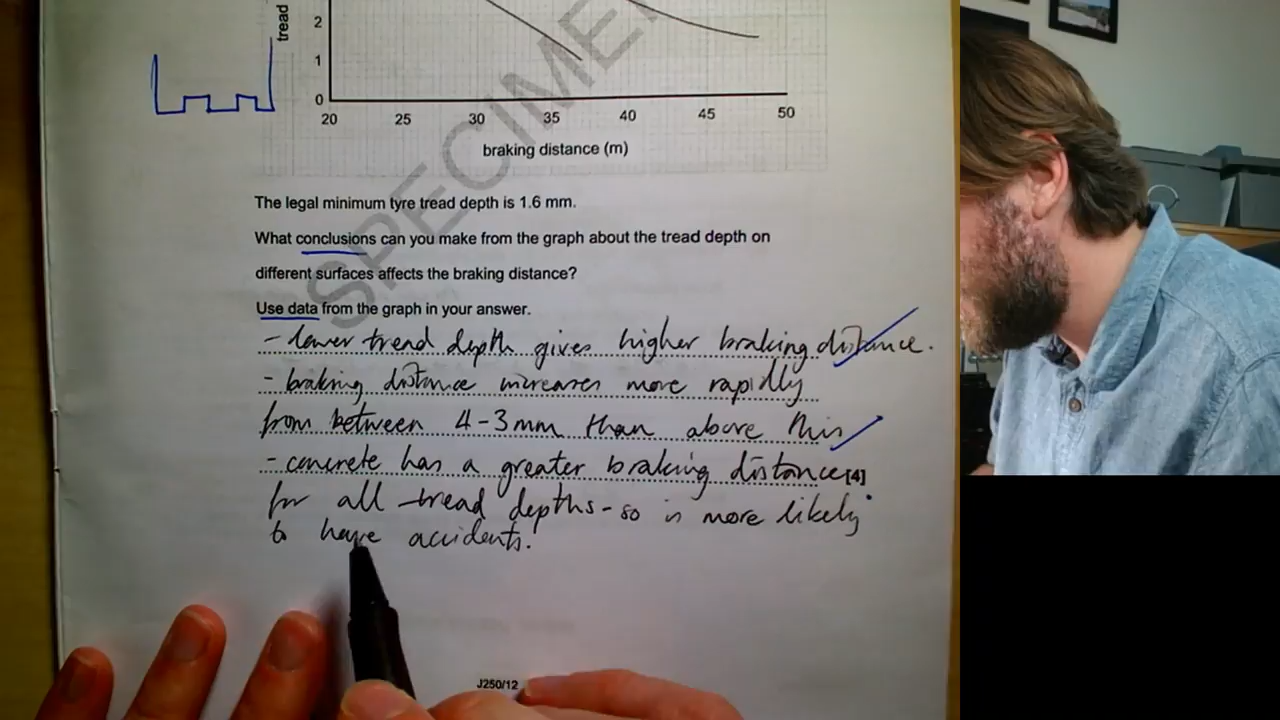 tread
2
1
0
20 25 30 35 40 45 50
braking distance (m)
SPECIMEN
The legal minimum tyre tread depth is 1.6 mm.
What conclusions can you make from the graph about the tread depth on
different surfaces affects the braking distance?
Use data from the graph in your answer.
- lower trend depth gives higher braking distance.
- braking distance increases more rapidly
from between 4-3mm than above this
- concrete has a greater braking distance [4]
for all tread depths - so is more likely
to have accidents.
J250/12